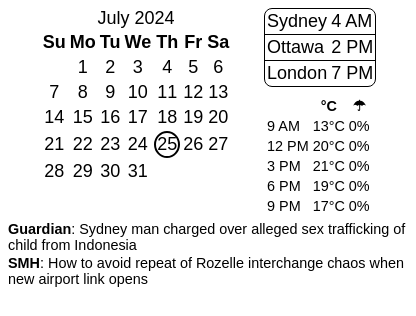 July 2024
Su Mo Tu We Th Fr Sa
1 2 3 4 5 6
7 8 9 10 11 12 13
14 15 16 17 18 19 20
21 22 23 24 25 26 27
28 29 30 31
Sydney 4 AM
Ottawa 2 PM
London 7 PM
°C ☂
9 AM 13°C 0%
12 PM 20°C 0%
3 PM 21°C 0%
6 PM 19°C 0%
9 PM 17°C 0%
Guardian: Sydney man charged over alleged sex trafficking of
child from Indonesia
SMH: How to avoid repeat of Rozelle interchange chaos when
new airport link opens